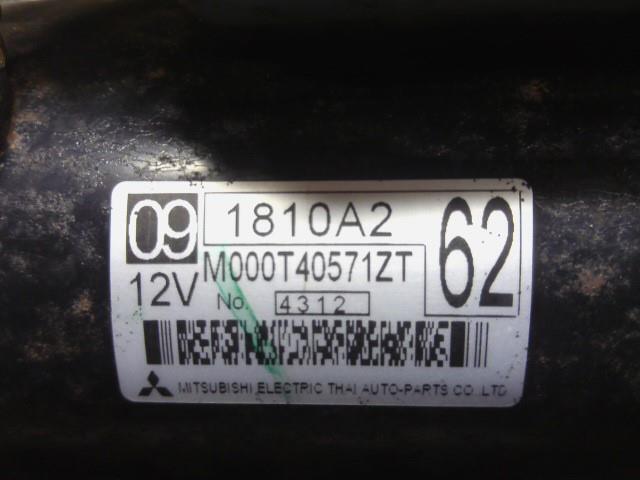 09 1810A2 62
12V M000T40571ZT
No. 4312
MITSUBISHI ELECTRIC THAI AUTO-PARTS CO.,LTD